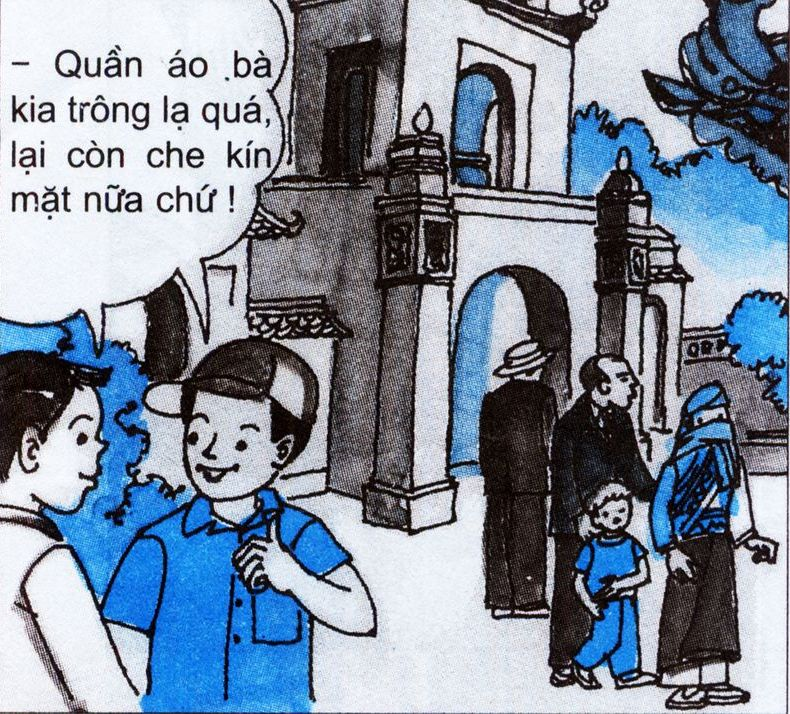 – Quần áo bà
kia trông lạ quá,
lại còn che kín
mặt nữa chứ !